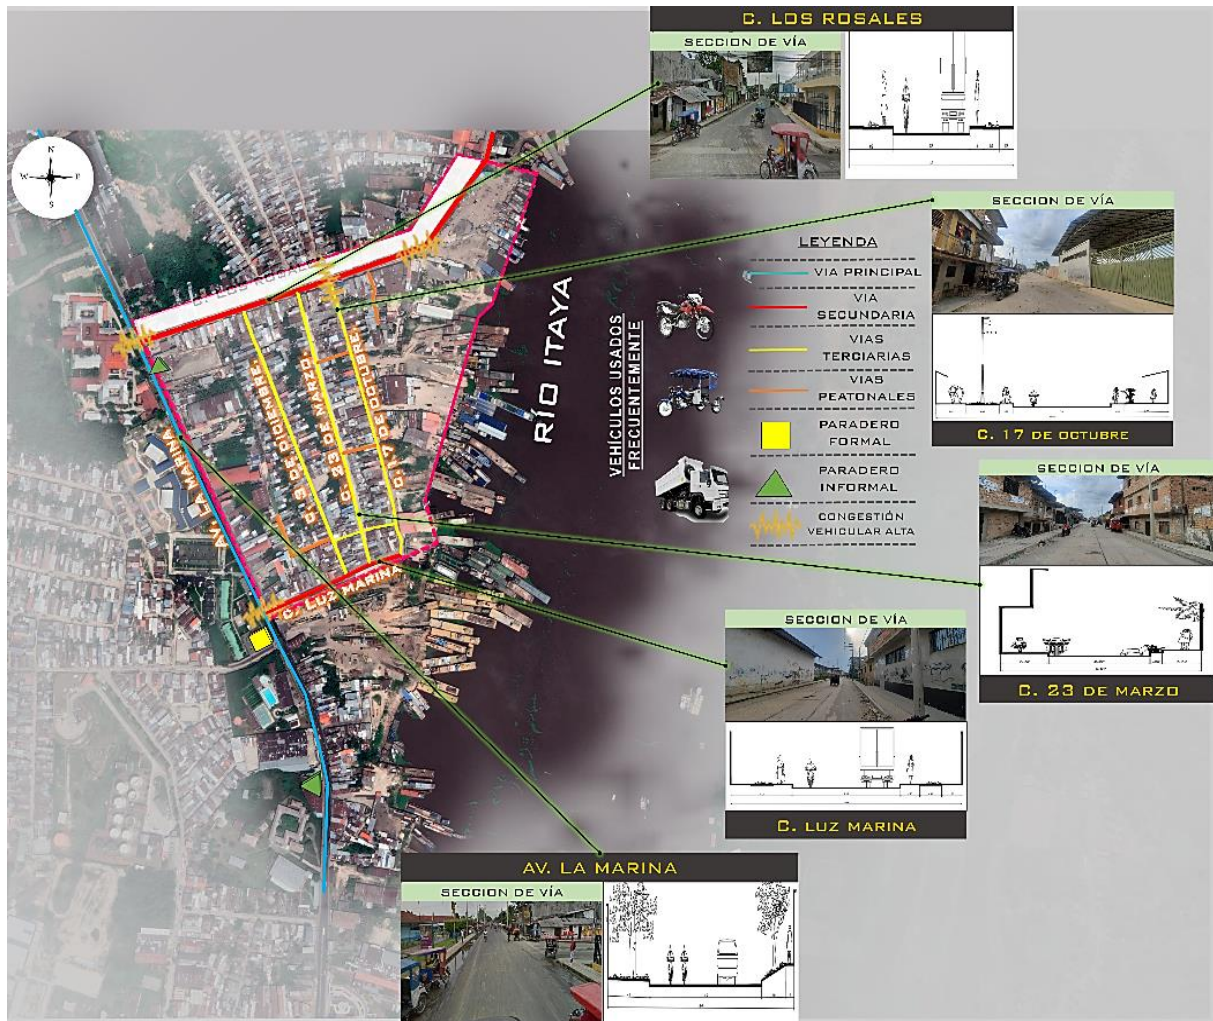 C. LOS ROSALES
SECCION DE VÍA
SECCION DE VÍA
C. 17 DE OCTUBRE
N
W
E
S
LEYENDA
VIA PRINCIPAL
VIA
SECUNDARIA
VIAS
TERCIARIAS
VIAS
PEATONALES
PARADERO
FORMAL
PARADERO
INFORMAL
CONGESTIÓN
VEHICULAR ALTA
VEHÍCULOS USADOS
FRECUENTEMENTE
RÍO ITAYA
C. LOS ROSALES
C. 3 DE DICIEMBRE.
C. 23 DE MARZO.
C. 17 DE OCTUBRE.
AV. LA MARINA
C. LUZ MARINA
SECCION DE VÍA
C. 23 DE MARZO
SECCION DE VÍA
C. LUZ MARINA
AV. LA MARINA
SECCION DE VÍA